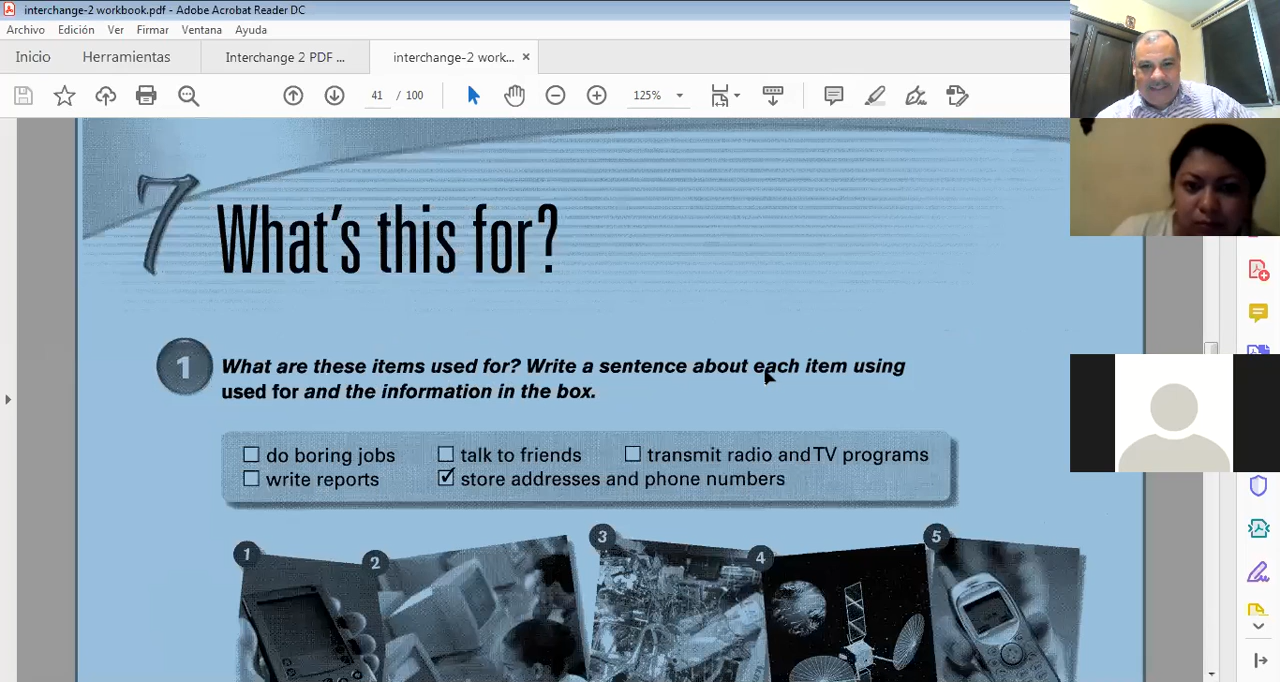 interchange-2 workbook.pdf - Adobe Acrobat Reader DC
Archivo Edición Ver Firmar Ventana Ayuda
Inicio Herramientas Interchange 2 PDF ... interchange-2 work... ×
41 / 100 125%
7 What's this for?
1 What are these items used for? Write a sentence about each item using
used for and the information in the box.
do boring jobs talk to friends transmit radio and TV programs
write reports store addresses and phone numbers
1 2 3 4 5